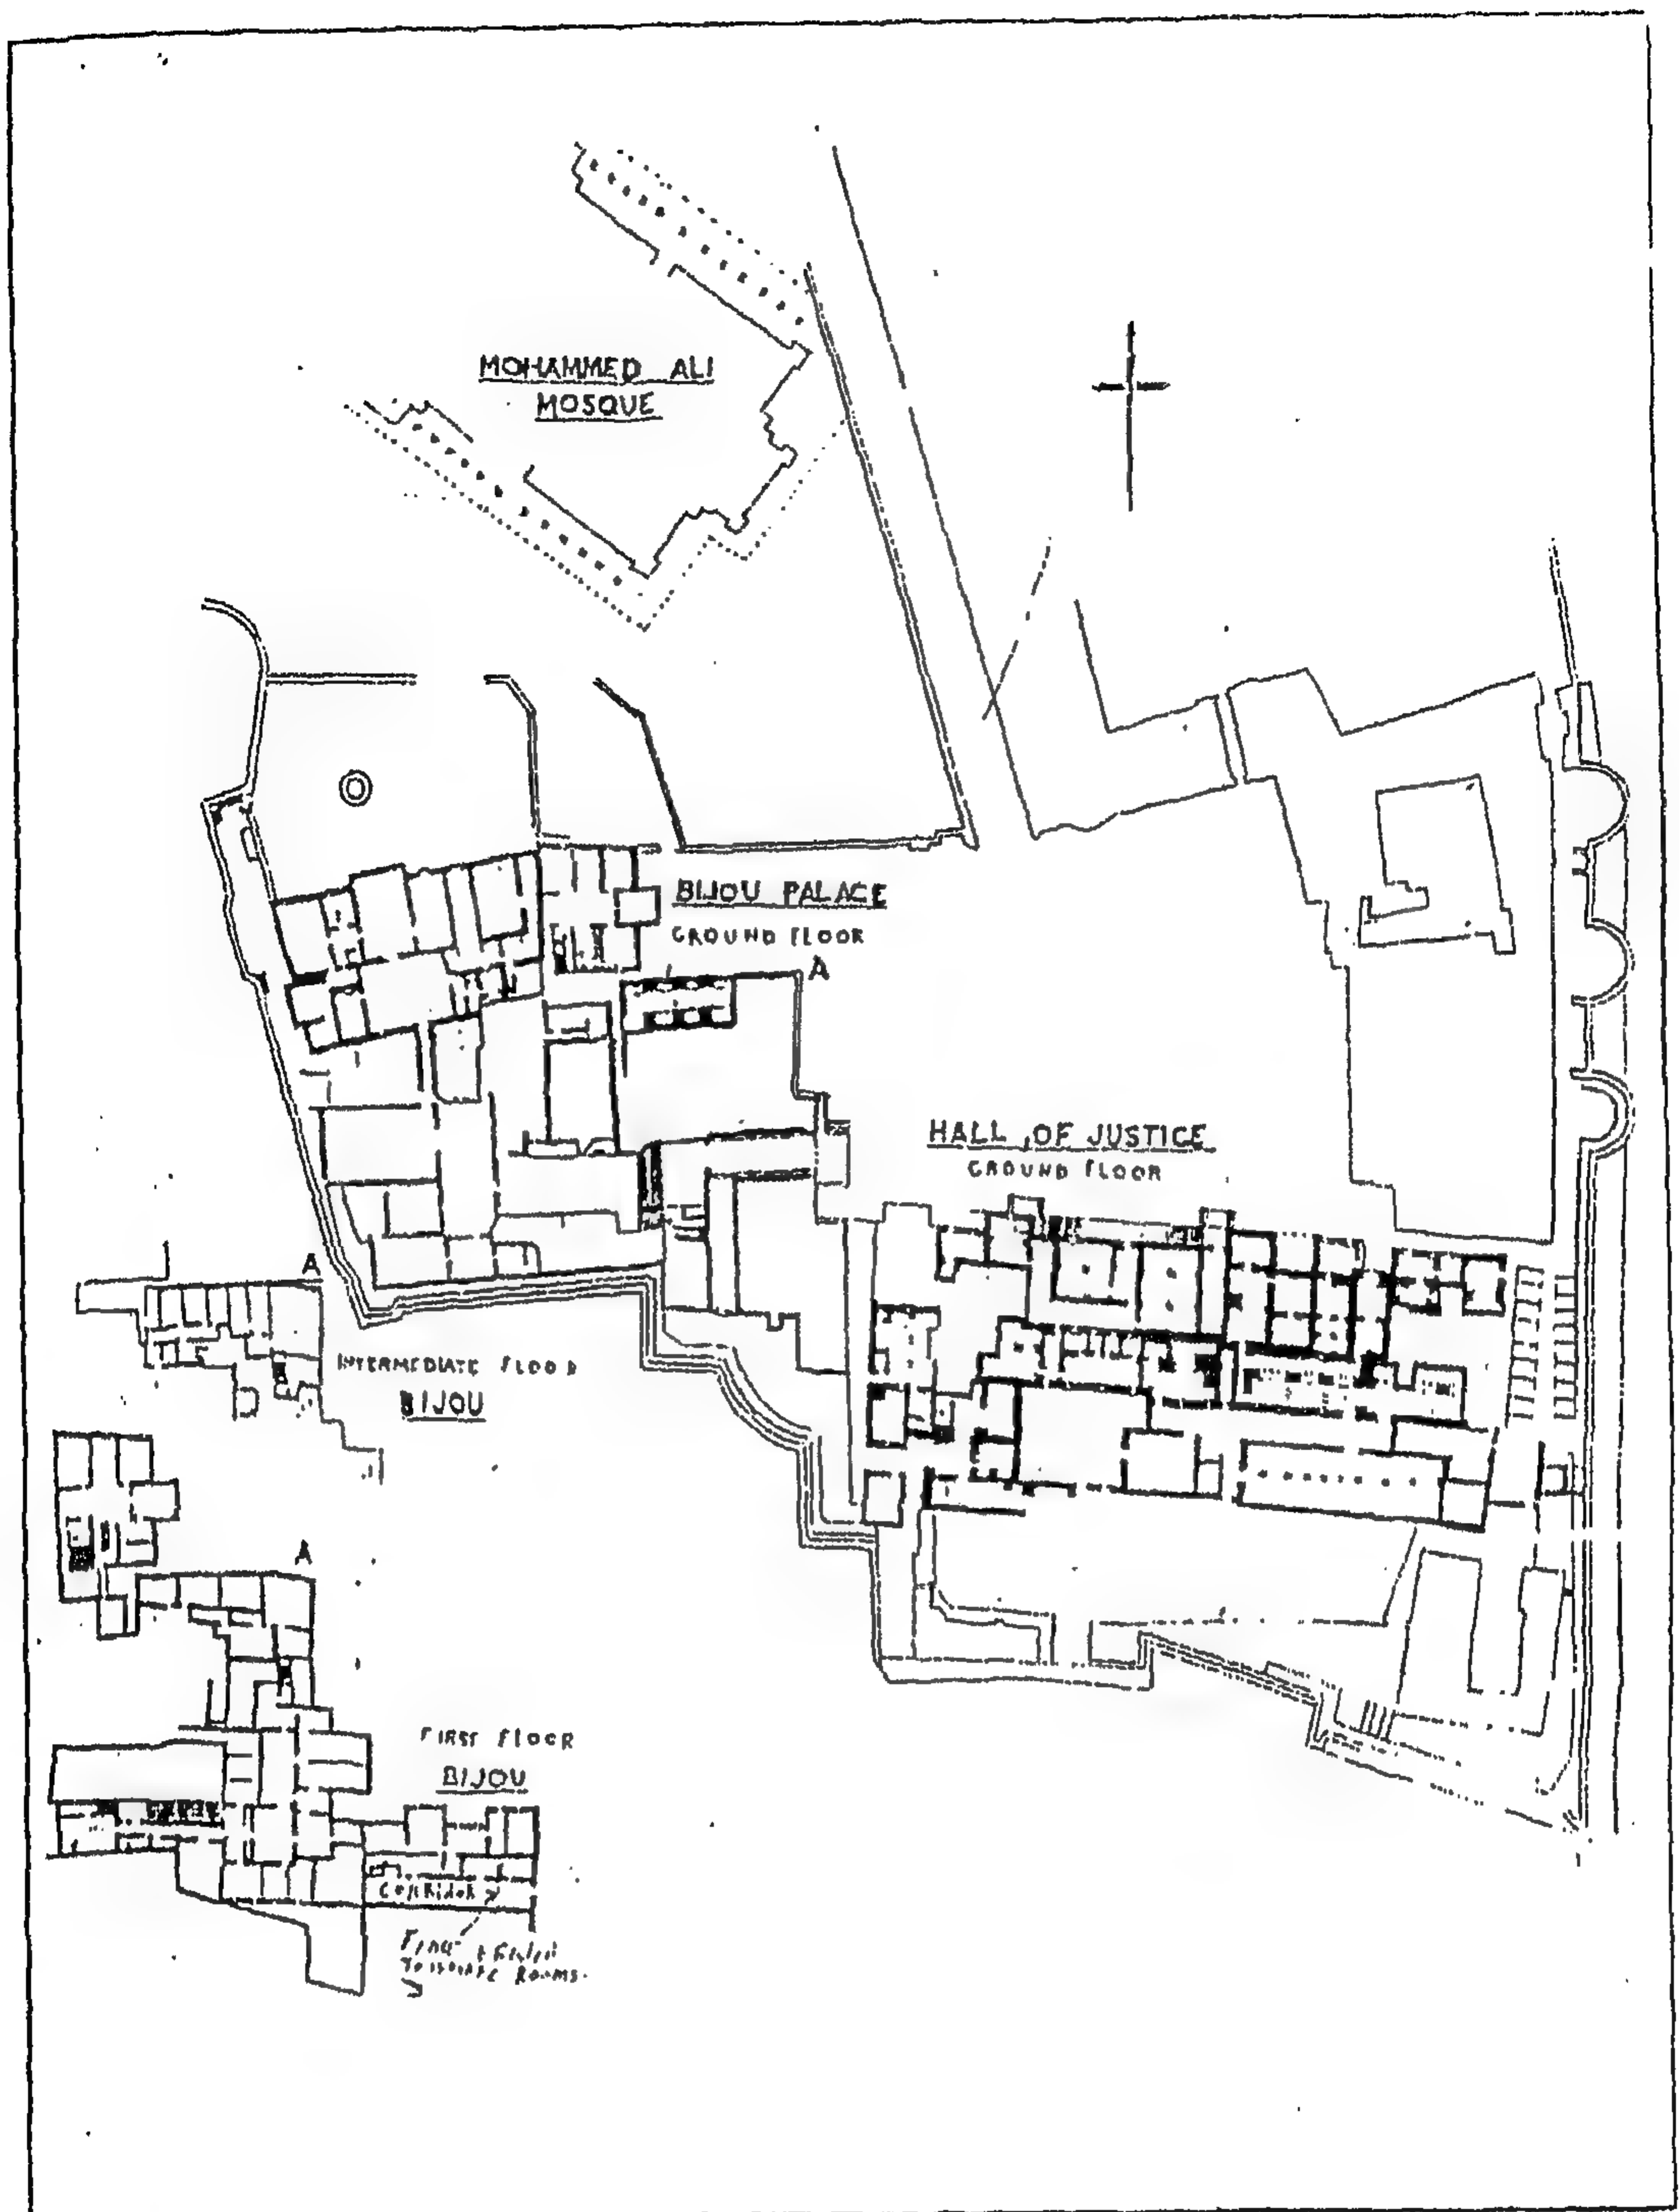 MOHAMMED ALI
MOSQUE
BIJOU PALACE
GROUND FLOOR
A
HALL OF JUSTICE
GROUND FLOOR
A
INTERMEDIATE FLOOR
BIJOU
A
FIRST FLOOR
BIJOU
CORRIDOR
ROOMS.